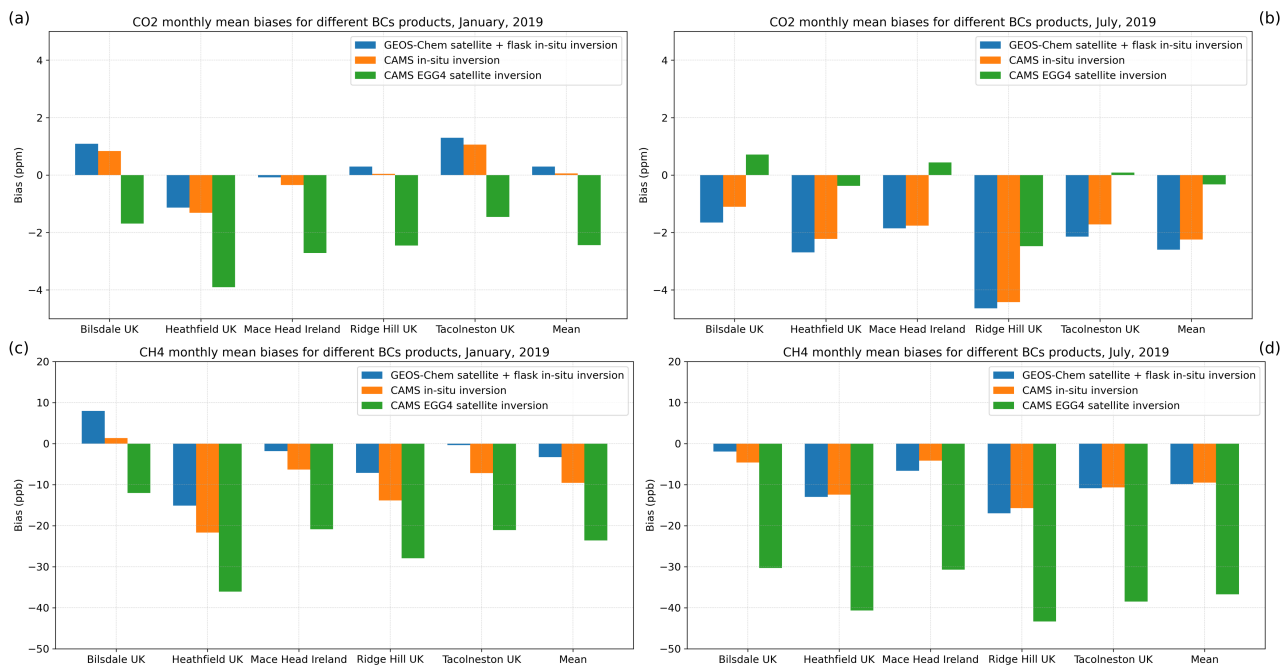 (a)
CO2 monthly mean biases for different BCs products, January, 2019
GEOS-Chem satellite + flask in-situ inversion
CAMS in-situ inversion
CAMS EGG4 satellite inversion
Bias (ppm)
4
2
0
−2
−4
Bilsdale UK
Heathfield UK
Mace Head Ireland
Ridge Hill UK
Tacolneston UK
Mean
CO2 monthly mean biases for different BCs products, July, 2019
(b)
GEOS-Chem satellite + flask in-situ inversion
CAMS in-situ inversion
CAMS EGG4 satellite inversion
Bias (ppm)
4
2
0
−2
−4
Bilsdale UK
Heathfield UK
Mace Head Ireland
Ridge Hill UK
Tacolneston UK
Mean
(c)
CH4 monthly mean biases for different BCs products, January, 2019
GEOS-Chem satellite + flask in-situ inversion
CAMS in-situ inversion
CAMS EGG4 satellite inversion
Bias (ppb)
20
10
0
−10
−20
−30
−40
−50
Bilsdale UK
Heathfield UK
Mace Head Ireland
Ridge Hill UK
Tacolneston UK
Mean
CH4 monthly mean biases for different BCs products, July, 2019
(d)
GEOS-Chem satellite + flask in-situ inversion
CAMS in-situ inversion
CAMS EGG4 satellite inversion
Bias (ppb)
20
10
0
−10
−20
−30
−40
−50
Bilsdale UK
Heathfield UK
Mace Head Ireland
Ridge Hill UK
Tacolneston UK
Mean